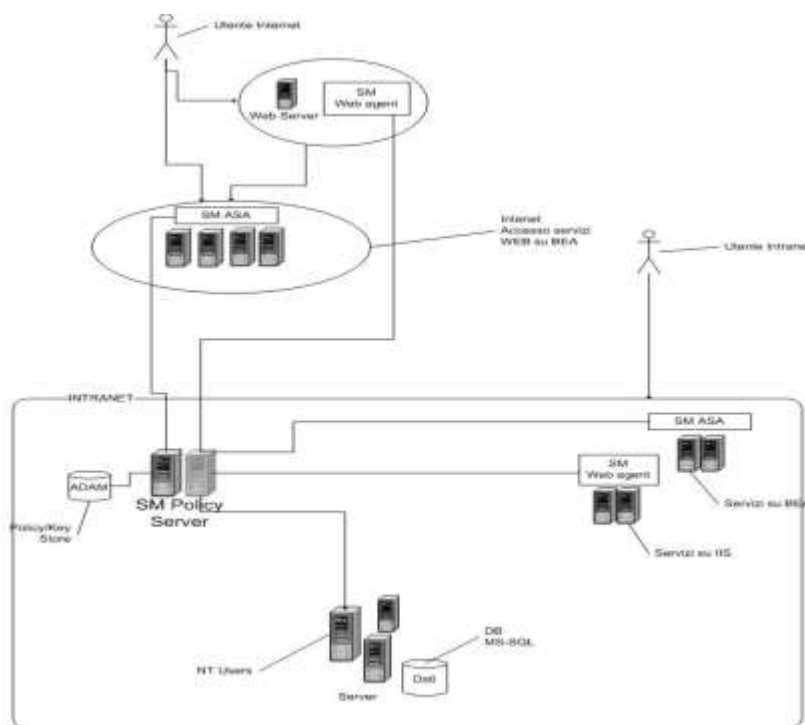 Utente Internet
SM
Web agent
Web Server
SM ASA
Internet
Accesso servizi
WEB su BEA
Utente Intrane
INTRANET
SM ASA
SM
Web agent
ADAM
SM Policy
Server
Servizi su BEA
Policy/Key
Store
Servizi su IIS
DB
MS-SQL
NT Users
Dati
Server